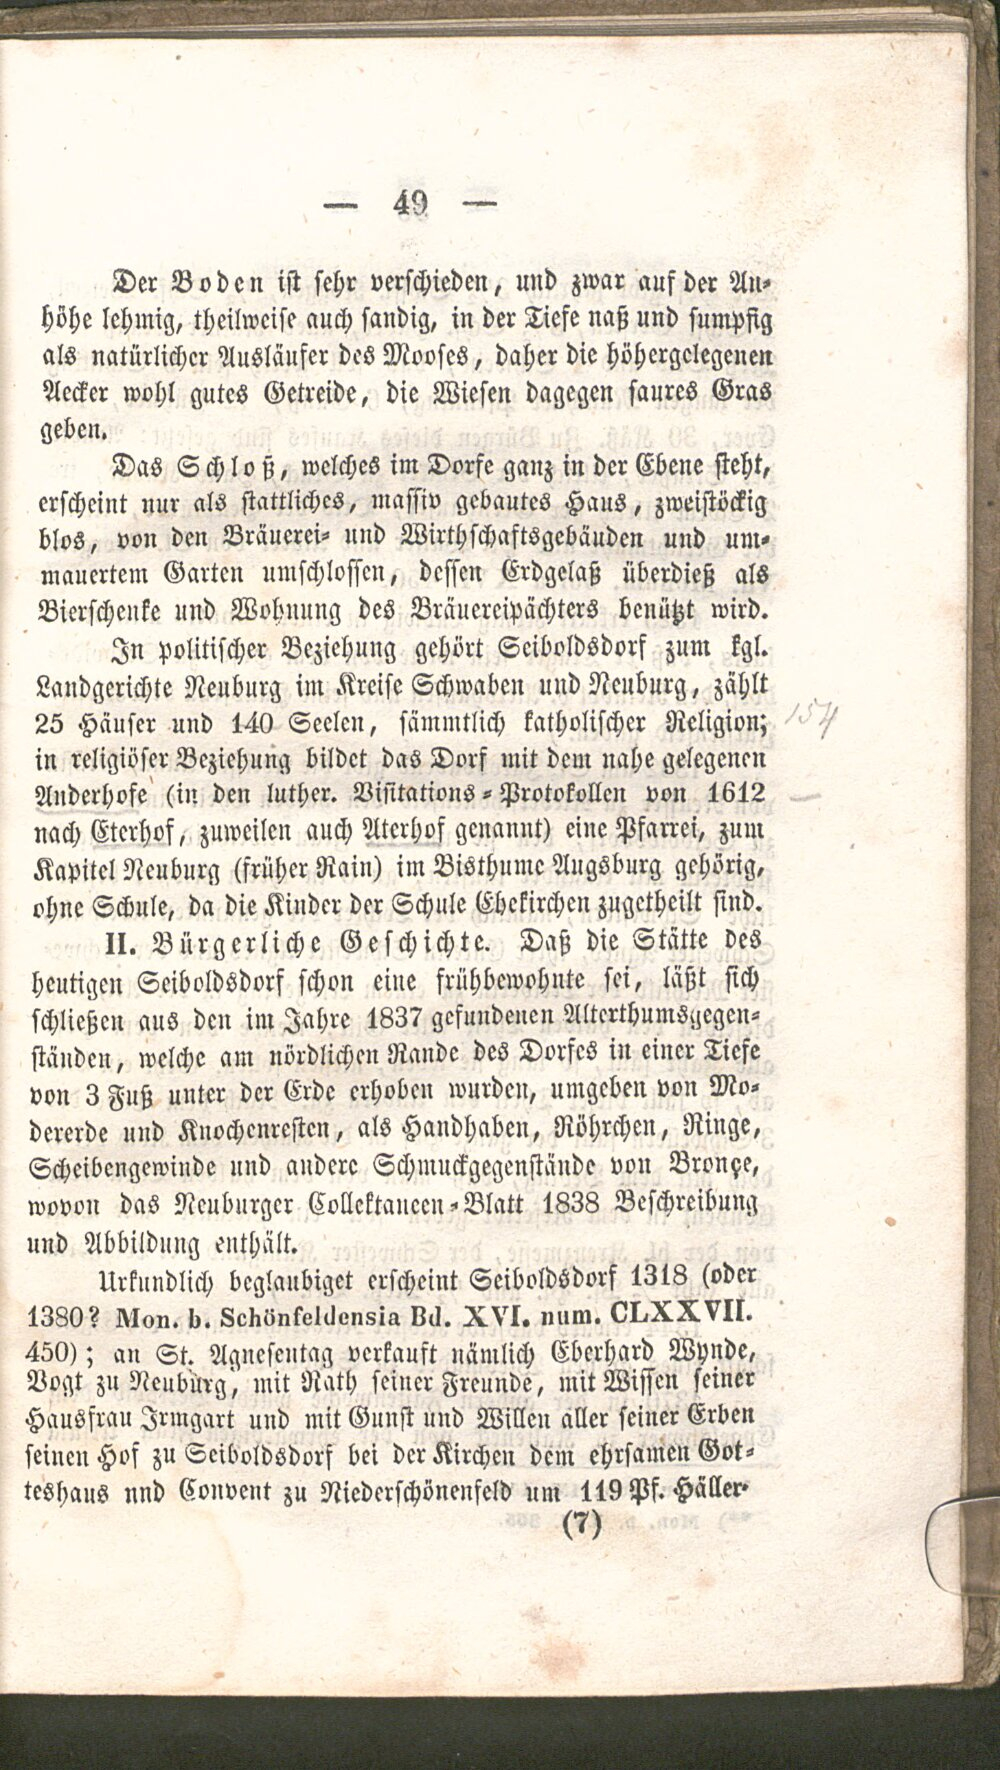 — 49 —
Der Boden ist sehr verschieden, und zwar auf der An-
höhe lehmig, theilweise auch sandig, in der Tiefe naß und sumpfig
als natürlicher Ausläufer des Mooses, daher die höhergelegenen
Aecker wohl gutes Getreide, die Wiesen dagegen saures Gras
geben.
Das Schloß, welches im Dorfe ganz in der Ebene steht,
erscheint nur als stattliches, massiv gebautes Haus, zweistöckig
blos, von den Bräuerei- und Wirthschaftsgebäuden und um-
mauertem Garten umschlossen, dessen Erdgelaß überdieß als
Bierschenke und Wohnung des Bräuereipächters benützt wird.
In politischer Beziehung gehört Seiboldsdorf zum kgl.
Landgerichte Neuburg im Kreise Schwaben und Neuburg, zählt
25 Häuser und 140 Seelen, sämmtlich katholischer Religion; 154
in religiöser Beziehung bildet das Dorf mit dem nahe gelegenen
Anderhofe (in den luther. Visitations-Protokollen von 1612
nach Eterhof, zuweilen auch Aterhof genannt) eine Pfarrei, zum
Kapitel Neuburg (früher Rain) im Bisthume Augsburg gehörig,
ohne Schule, da die Kinder der Schule Ehekirchen zugetheilt sind.
II. Bürgerliche Geschichte. Daß die Stätte des
heutigen Seiboldsdorf schon eine frühbewohnte sei, läßt sich
schließen aus den im Jahre 1837 gefundenen Alterthumsgegen-
ständen, welche am nördlichen Rande des Dorfes in einer Tiefe
von 3 Fuß unter der Erde erhoben wurden, umgeben von Mo-
dererde und Knochenresten, als Handhaben, Röhrchen, Ringe,
Scheibengewinde und andere Schmuckgegenstände von Bronçe,
wovon das Neuburger Collektaneen-Blatt 1838 Beschreibung
und Abbildung enthält.
Urkundlich beglaubiget erscheint Seiboldsdorf 1318 (oder
1380? Mon. b. Schönfeldensia Bd. XVI. num. CLXXVII.
450); an St. Agnesentag verkauft nämlich Eberhard Wynde,
Vogt zu Neuburg, mit Rath seiner Freunde, mit Wissen seiner
Hausfrau Irmgart und mit Gunst und Willen aller seiner Erben
seinen Hof zu Seiboldsdorf bei der Kirchen dem ehrsamen Got-
teshaus nnd Convent zu Niederschönenfeld um 119 Pf. Häller-
(7)